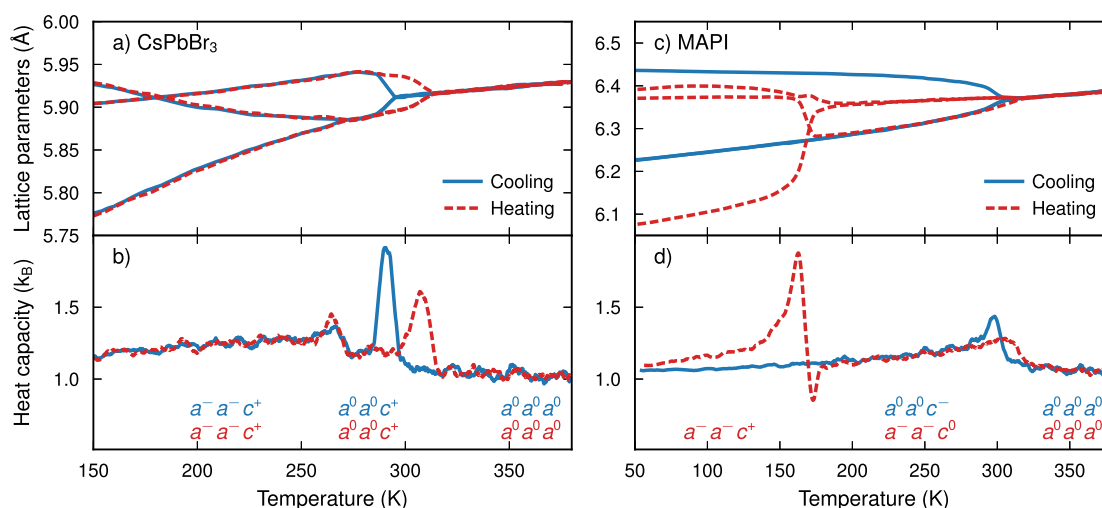 6.00
5.95
5.90
5.85
5.80
5.75
Lattice parameters (Å)
a) CsPbBr₃
Cooling
Heating
6.5
6.4
6.3
6.2
6.1
c) MAPI
Cooling
Heating
1.5
1.0
Heat capacity (k_B)
b)
a⁻a⁻c⁺ a⁰a⁰c⁺ a⁰a⁰a⁰
a⁻a⁻c⁺ a⁰a⁰c⁺ a⁰a⁰a⁰
150 200 250 300 350
Temperature (K)
1.5
1.0
d)
a⁰a⁰c⁻ a⁰a⁰a⁰
a⁻a⁻c⁺ a⁻a⁻c⁰ a⁰a⁰a⁰
50 100 150 200 250 300 350
Temperature (K)